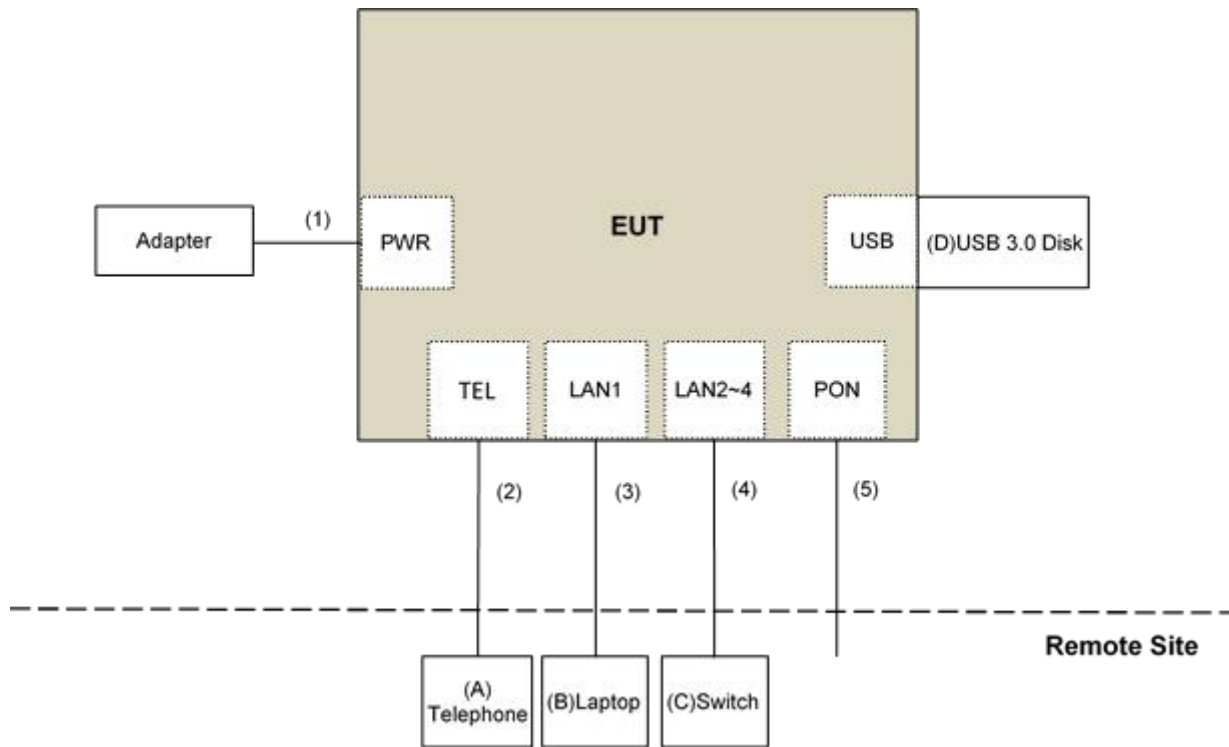 EUT
Adapter
(1)
PWR
USB
(D)USB 3.0 Disk
TEL
LAN1
LAN2~4
PON
(2)
(3)
(4)
(5)
Remote Site
(A)
Telephone
(B)Laptop
(C)Switch